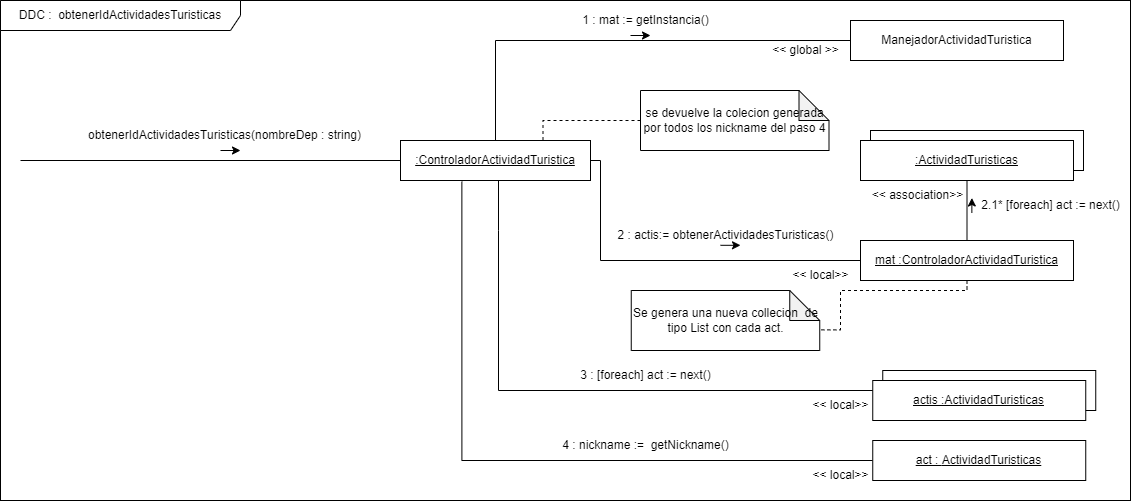 DDC : obtenerIdActividadesTuristicas
1 : mat := getInstancia()
ManejadorActividadTuristica
<< global >>
se devuelve la colecion generada
por todos los nickname del paso 4
obtenerIdActividadesTuristicas(nombreDep : string)
:ControladorActividadTuristica
:ActividadTuristicas
<< association>>
2.1* [foreach] act := next()
2 : actis:= obtenerActividadesTuristicas()
mat :ControladorActividadTuristica
<< local>>
Se genera una nueva collecion de
tipo List con cada act.
3 : [foreach] act := next()
actis :ActividadTuristicas
<< local>>
4 : nickname := getNickname()
act : ActividadTuristicas
<< local>>